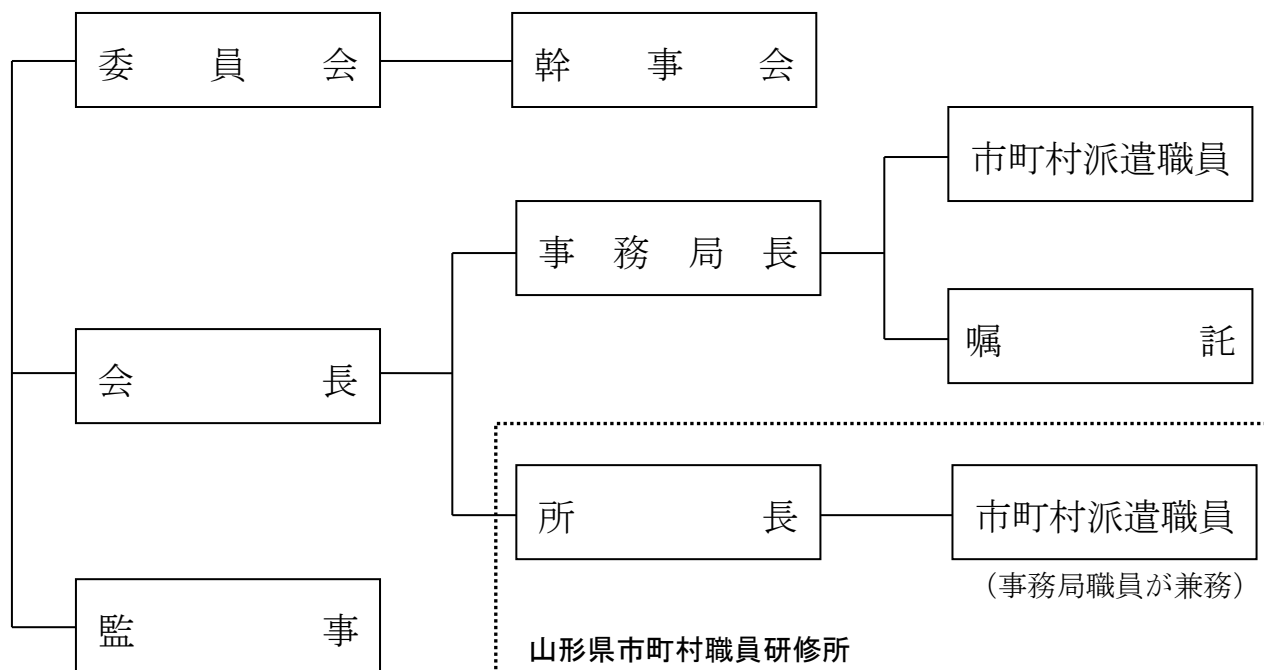 委員会
幹事会
市町村派遣職員
事務局長
嘱託
会長
所長
市町村派遣職員
（事務局職員が兼務）
監事
山形県市町村職員研修所